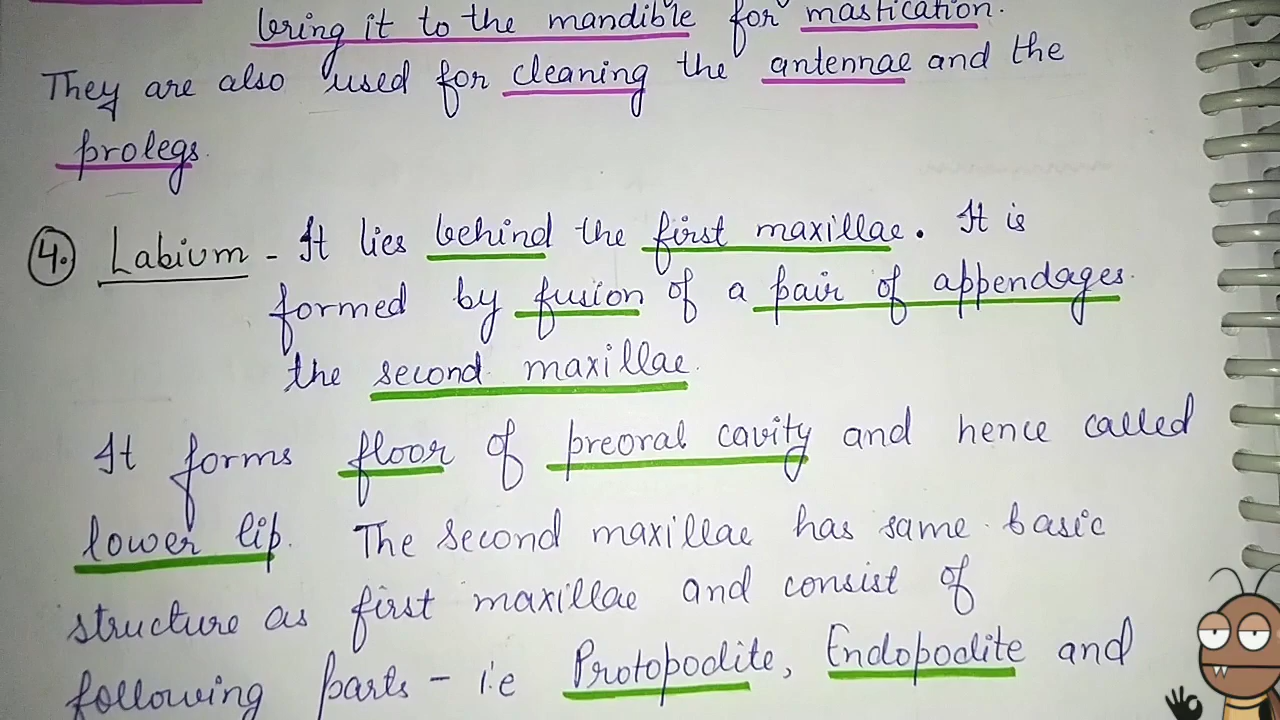 bring it to the mandible for mastication.
They are also used for cleaning the antennae and the
prolegs.
4. Labium - It lies behind the first maxillae. It is
formed by fusion of a pair of appendages.
the second maxillae.
It forms floor of preoral cavity and hence called
lower lip. The second maxillae has same basic
structure as first maxillae and consist of
following parts - i.e Protopodite, Endopodite and